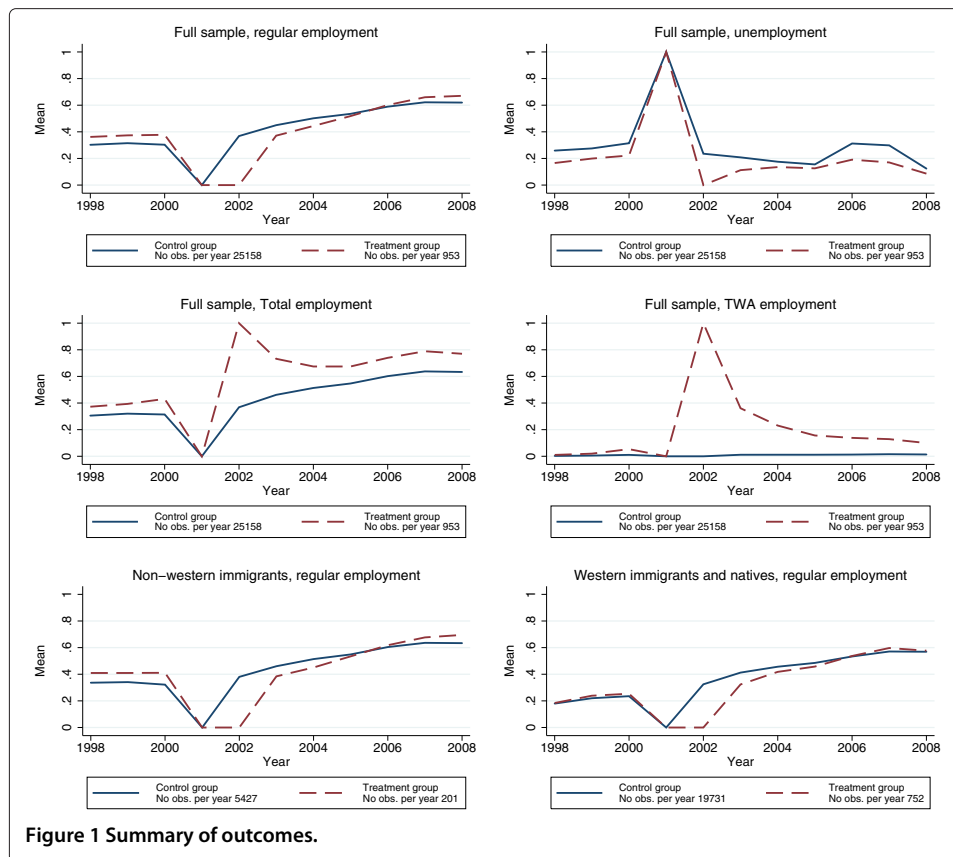 Full sample, regular employment
Mean
0 .2 .4 .6 .8 1
1998 2000 2002 2004 2006 2008
Year
Control group
No obs. per year 25158
Treatment group
No obs. per year 953
Full sample, unemployment
Mean
0 .2 .4 .6 .8 1
1998 2000 2002 2004 2006 2008
Year
Control group
No obs. per year 25158
Treatment group
No obs. per year 953
Full sample, Total employment
Mean
0 .2 .4 .6 .8 1
1998 2000 2002 2004 2006 2008
Year
Control group
No obs. per year 25158
Treatment group
No obs. per year 953
Full sample, TWA employment
Mean
0 .2 .4 .6 .8 1
1998 2000 2002 2004 2006 2008
Year
Control group
No obs. per year 25158
Treatment group
No obs. per year 953
Non−western immigrants, regular employment
Mean
0 .2 .4 .6 .8 1
1998 2000 2002 2004 2006 2008
Year
Control group
No obs. per year 5427
Treatment group
No obs. per year 201
Western immigrants and natives, regular employment
Mean
0 .2 .4 .6 .8 1
1998 2000 2002 2004 2006 2008
Year
Control group
No obs. per year 19731
Treatment group
No obs. per year 752
Figure 1 Summary of outcomes.